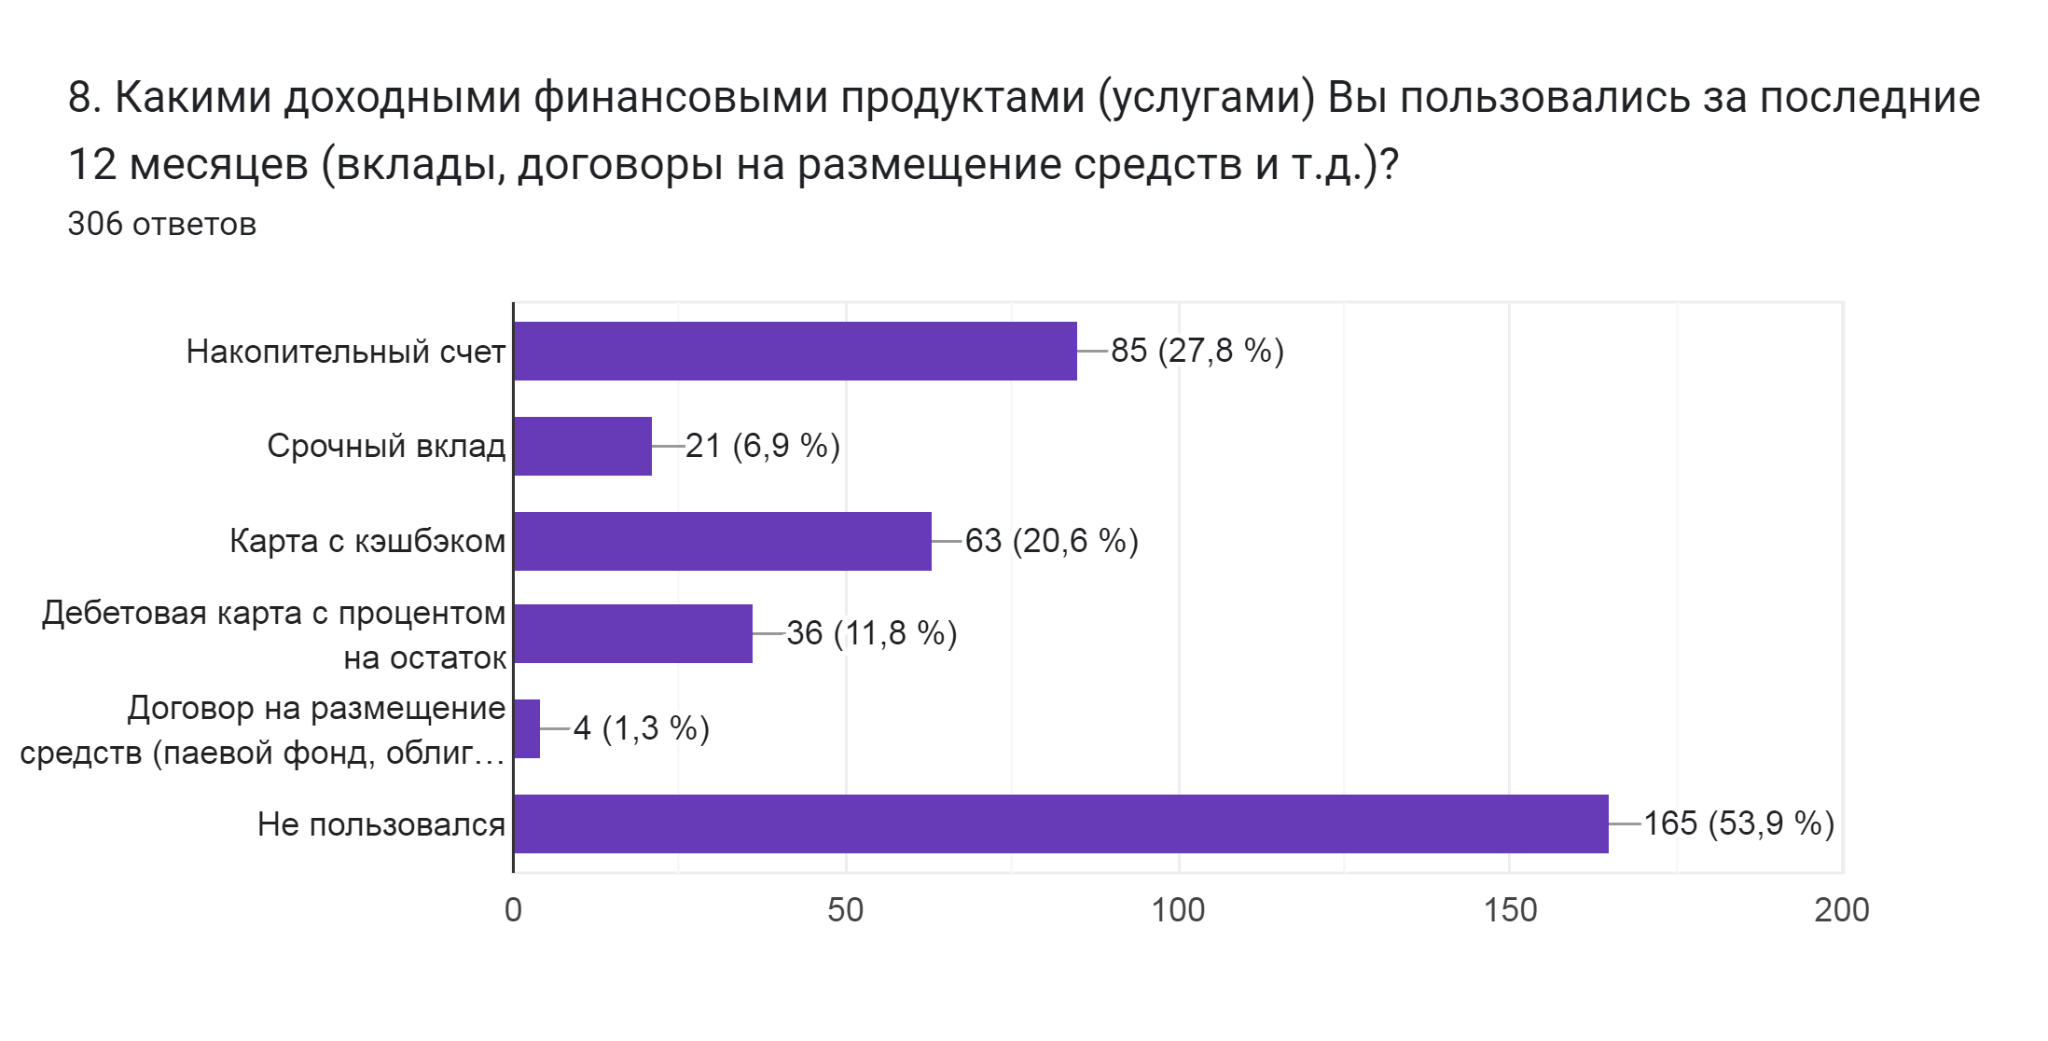 8. Какими доходными финансовыми продуктами (услугами) Вы пользовались за последние
12 месяцев (вклады, договоры на размещение средств и т.д.)?
306 ответов
Накопительный счет
85 (27,8 %)
Срочный вклад
21 (6,9 %)
Карта с кэшбэком
63 (20,6 %)
Дебетовая карта с процентом
на остаток
36 (11,8 %)
Договор на размещение
средств (паевой фонд, облиг…
4 (1,3 %)
Не пользовался
165 (53,9 %)
0 50 100 150 200